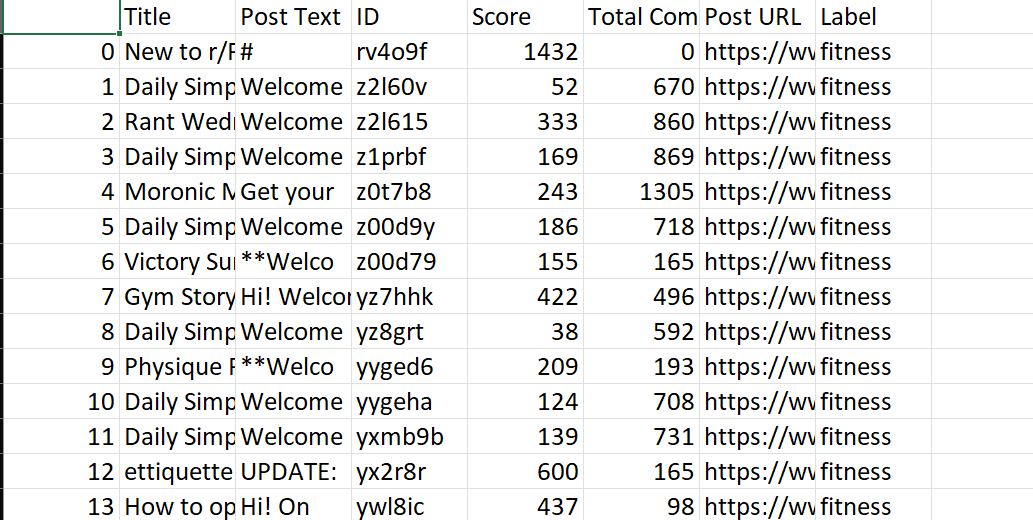 Title Post Text ID Score Total Com Post URL Label
0 New to r/F # rv4o9f 1432 0 https://wv fitness
1 Daily Simp Welcome z2l60v 52 670 https://wv fitness
2 Rant Wedi Welcome z2l615 333 860 https://wv fitness
3 Daily Simp Welcome z1prbf 169 869 https://wv fitness
4 Moronic M Get your z0t7b8 243 1305 https://wv fitness
5 Daily Simp Welcome z00d9y 186 718 https://wv fitness
6 Victory Su **Welco z00d79 155 165 https://wv fitness
7 Gym Story Hi! Welcor yz7hhk 422 496 https://wv fitness
8 Daily Simp Welcome yz8grt 38 592 https://wv fitness
9 Physique F **Welco yyged6 209 193 https://wv fitness
10 Daily Simp Welcome yygeha 124 708 https://wv fitness
11 Daily Simp Welcome yxmb9b 139 731 https://wv fitness
12 ettiquette UPDATE: yx2r8r 600 165 https://wv fitness
13 How to op Hi! On ywl8ic 437 98 https://wv fitness